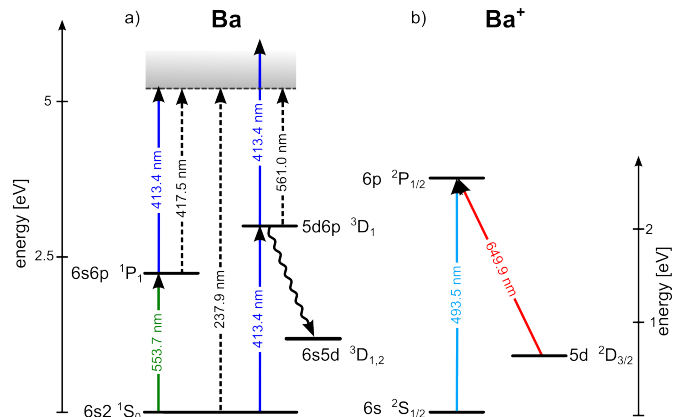 a) Ba
b) Ba⁺
energy [eV]
5
2.5
413.4 nm
417.5 nm
237.9 nm
413.4 nm
561.0 nm
5d6p ³D₁
6s6p ¹P₁
553.7 nm
413.4 nm
6s5d ³D₁,₂
6s2 ¹S₀
6p ²P₁/₂
493.5 nm
649.9 nm
5d ²D₃/₂
6s ²S₁/₂
energy [eV]
2
1